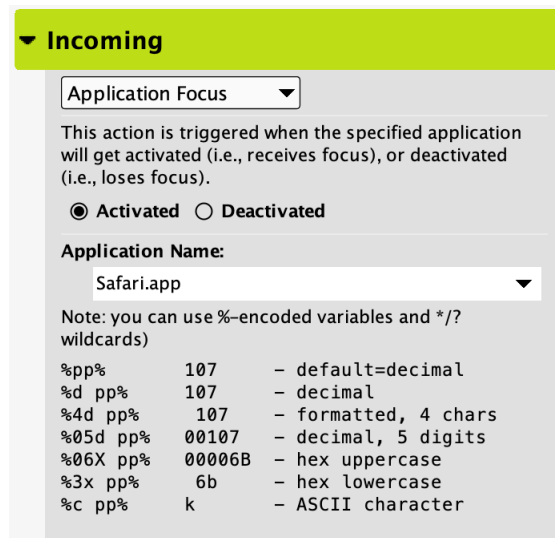 Incoming
Application Focus
This action is triggered when the specified application
will get activated (i.e., receives focus), or deactivated
(i.e., loses focus).
Activated Deactivated
Application Name:
Safari.app
Note: you can use %-encoded variables and */?
wildcards)
%pp% 107 – default=decimal
%d pp% 107 – decimal
%4d pp% 107 – formatted, 4 chars
%05d pp% 00107 – decimal, 5 digits
%06X pp% 00006B – hex uppercase
%3x pp% 6b – hex lowercase
%c pp% k – ASCII character